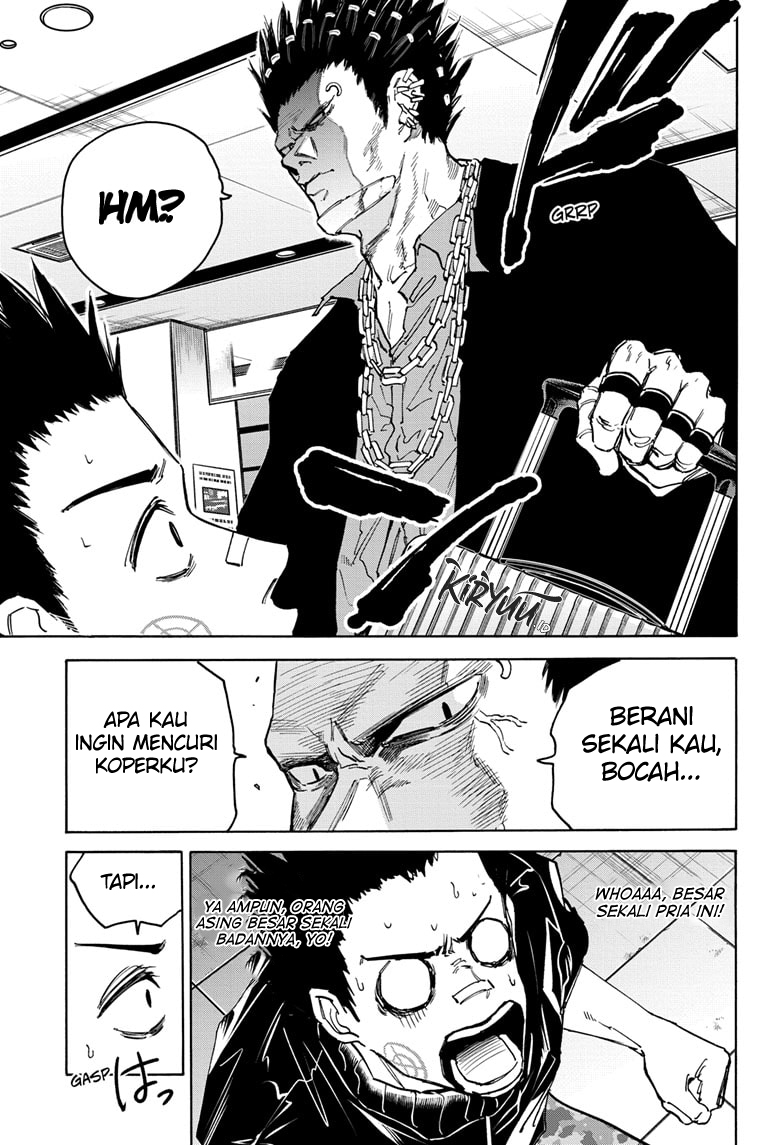 HM?
GRRP
KIRYUU
.ID
BERANI
SEKALI KAU,
BOCAH...
APA KAU
INGIN MENCURI
KOPERKU?
WHOAAA, BESAR
SEKALI PRIA INI!
YA AMPUN, ORANG
ASING BESAR SEKALI
BADANNYA, YO!
TAPI...
GASP
はっ